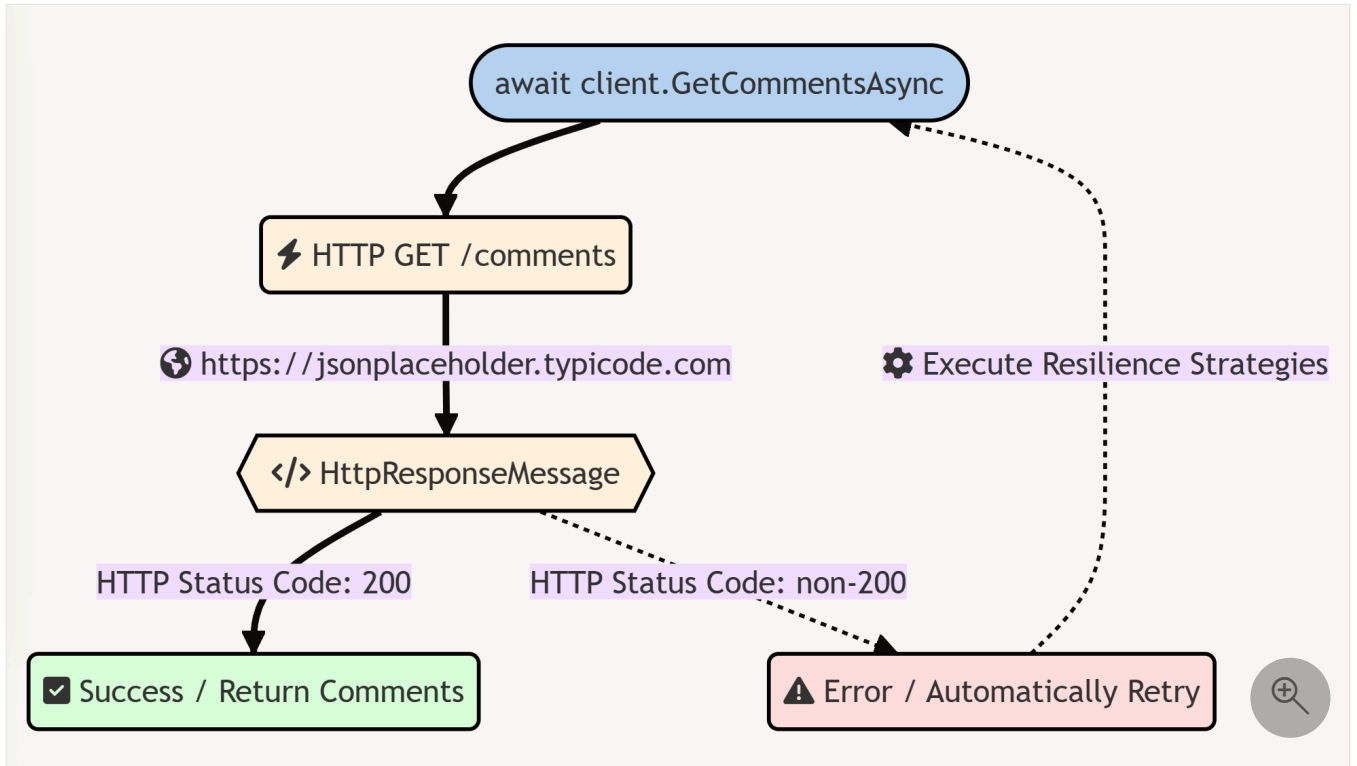 await client.GetCommentsAsync
HTTP GET /comments
https://jsonplaceholder.typicode.com
Execute Resilience Strategies
</> HttpResponseMessage
HTTP Status Code: 200
HTTP Status Code: non-200
Success / Return Comments
Error / Automatically Retry